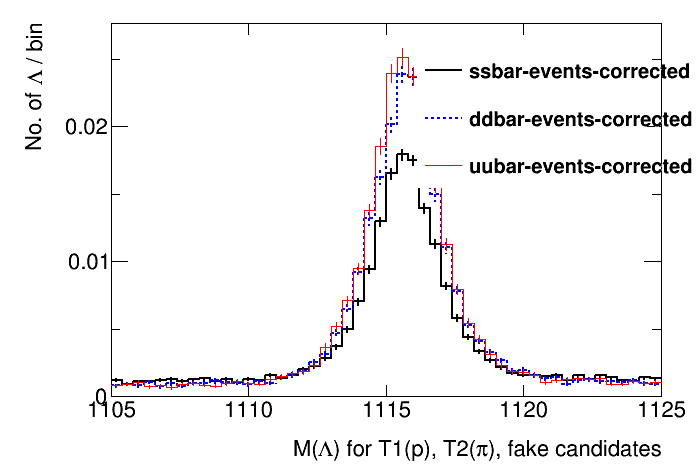 No. of Λ / bin
ssbar-events-corrected
ddbar-events-corrected
uubar-events-corrected
0.02
0.01
0
1105 1110 1115 1120 1125
M(Λ) for T1(p), T2(π), fake candidates